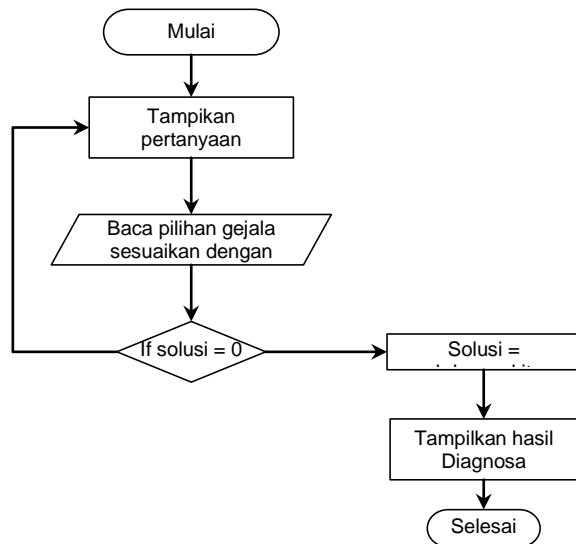 Mulai
Tampikan
pertanyaan
Baca pilihan gejala
sesuaikan dengan
If solusi = 0
Solusi =
Tampilkan hasil
Diagnosa
Selesai